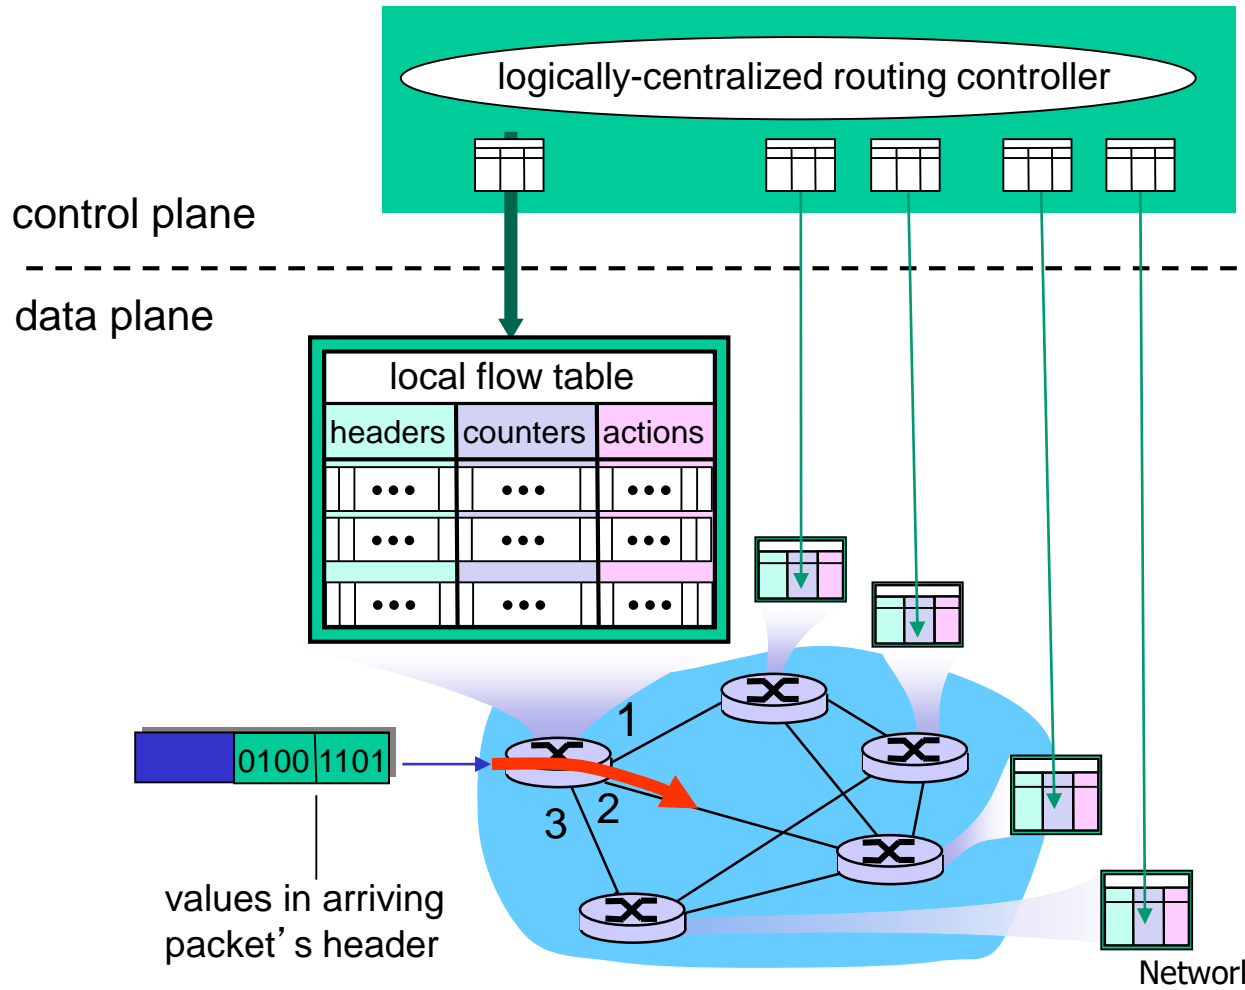 logically-centralized routing controller
control plane
data plane
local flow table
headers counters actions
1
0100 1101
2
3
values in arriving
packet’s header
Network